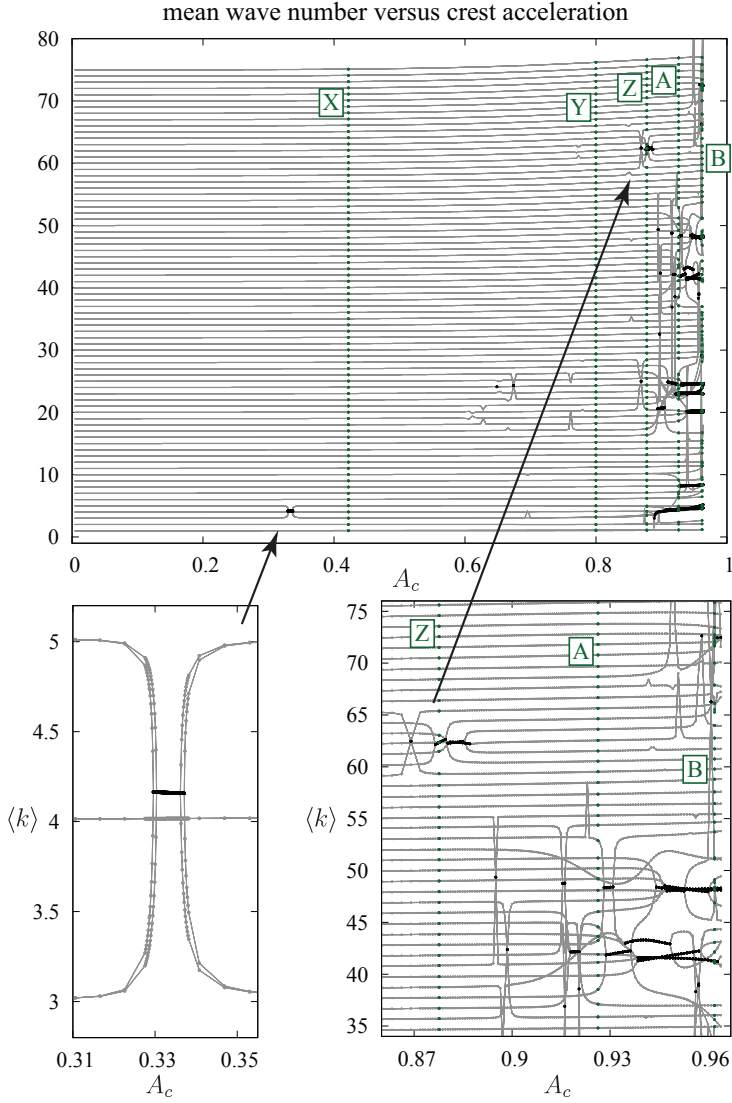 mean wave number versus crest acceleration
80
70
60
50
40
30
20
10
0
X
Y
Z
A
B
0
0.2
0.4
0.6
0.8
1
A_c
5
4.5
4
3.5
3
⟨k⟩
0.31
0.33
0.35
A_c
75
70
65
60
55
50
45
40
35
⟨k⟩
Z
A
B
0.87
0.9
0.93
0.96
A_c